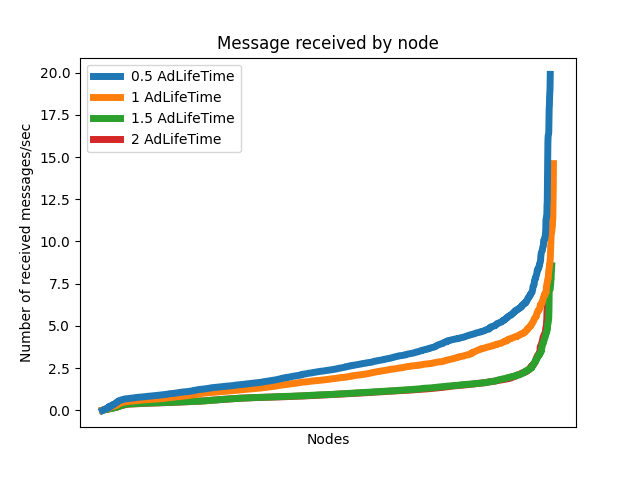 Message received by node
0.5 AdLifeTime
1 AdLifeTime
1.5 AdLifeTime
2 AdLifeTime
Number of received messages/sec
20.0
17.5
15.0
12.5
10.0
7.5
5.0
2.5
0.0
Nodes